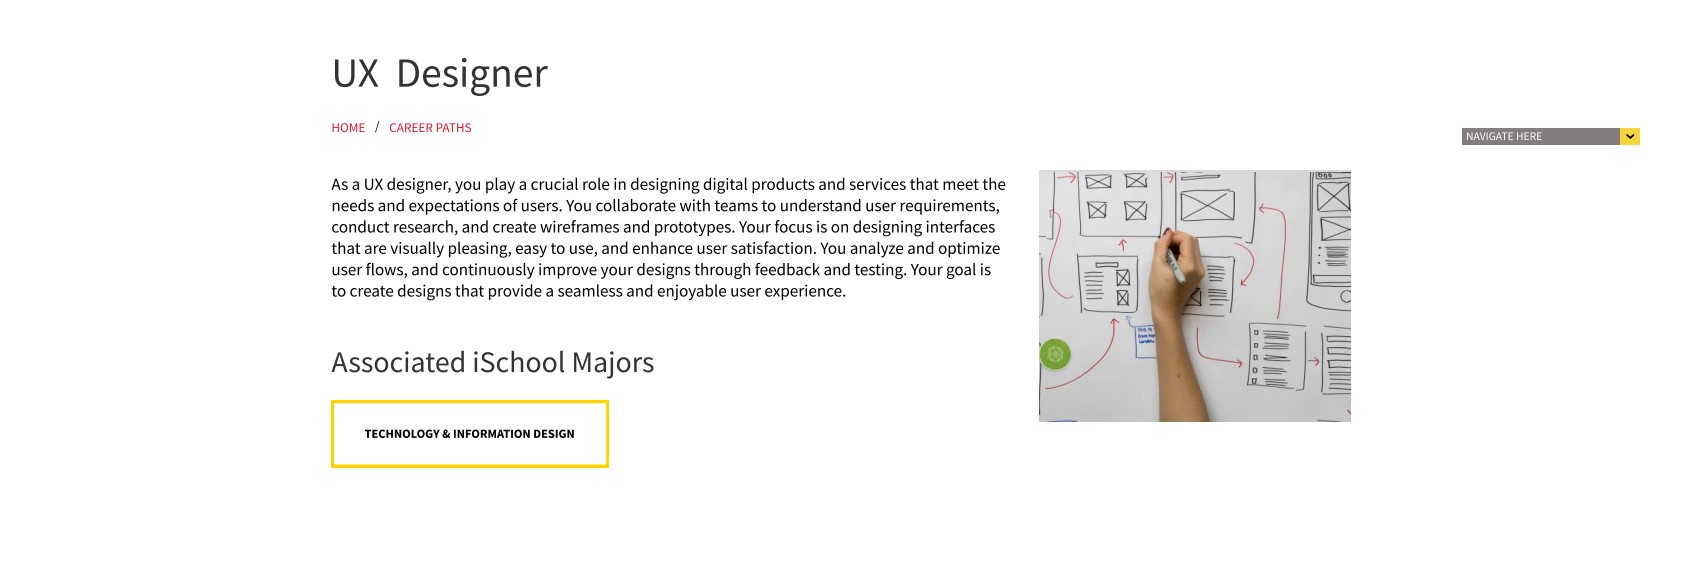 UX Designer
HOME / CAREER PATHS
NAVIGATE HERE
As a UX designer, you play a crucial role in designing digital products and services that meet the
needs and expectations of users. You collaborate with teams to understand user requirements,
conduct research, and create wireframes and prototypes. Your focus is on designing interfaces
that are visually pleasing, easy to use, and enhance user satisfaction. You analyze and optimize
user flows, and continuously improve your designs through feedback and testing. Your goal is
to create designs that provide a seamless and enjoyable user experience.
Associated iSchool Majors
TECHNOLOGY & INFORMATION DESIGN